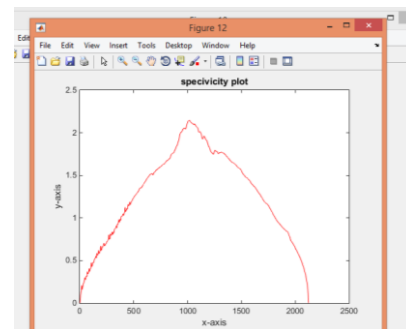 Figure 12
Edit
File Edit View Insert Tools Desktop Window Help
specivicity plot
2.5
2
1.5
1
0.5
0
y-axis
0 500 1000 1500 2000 2500
x-axis